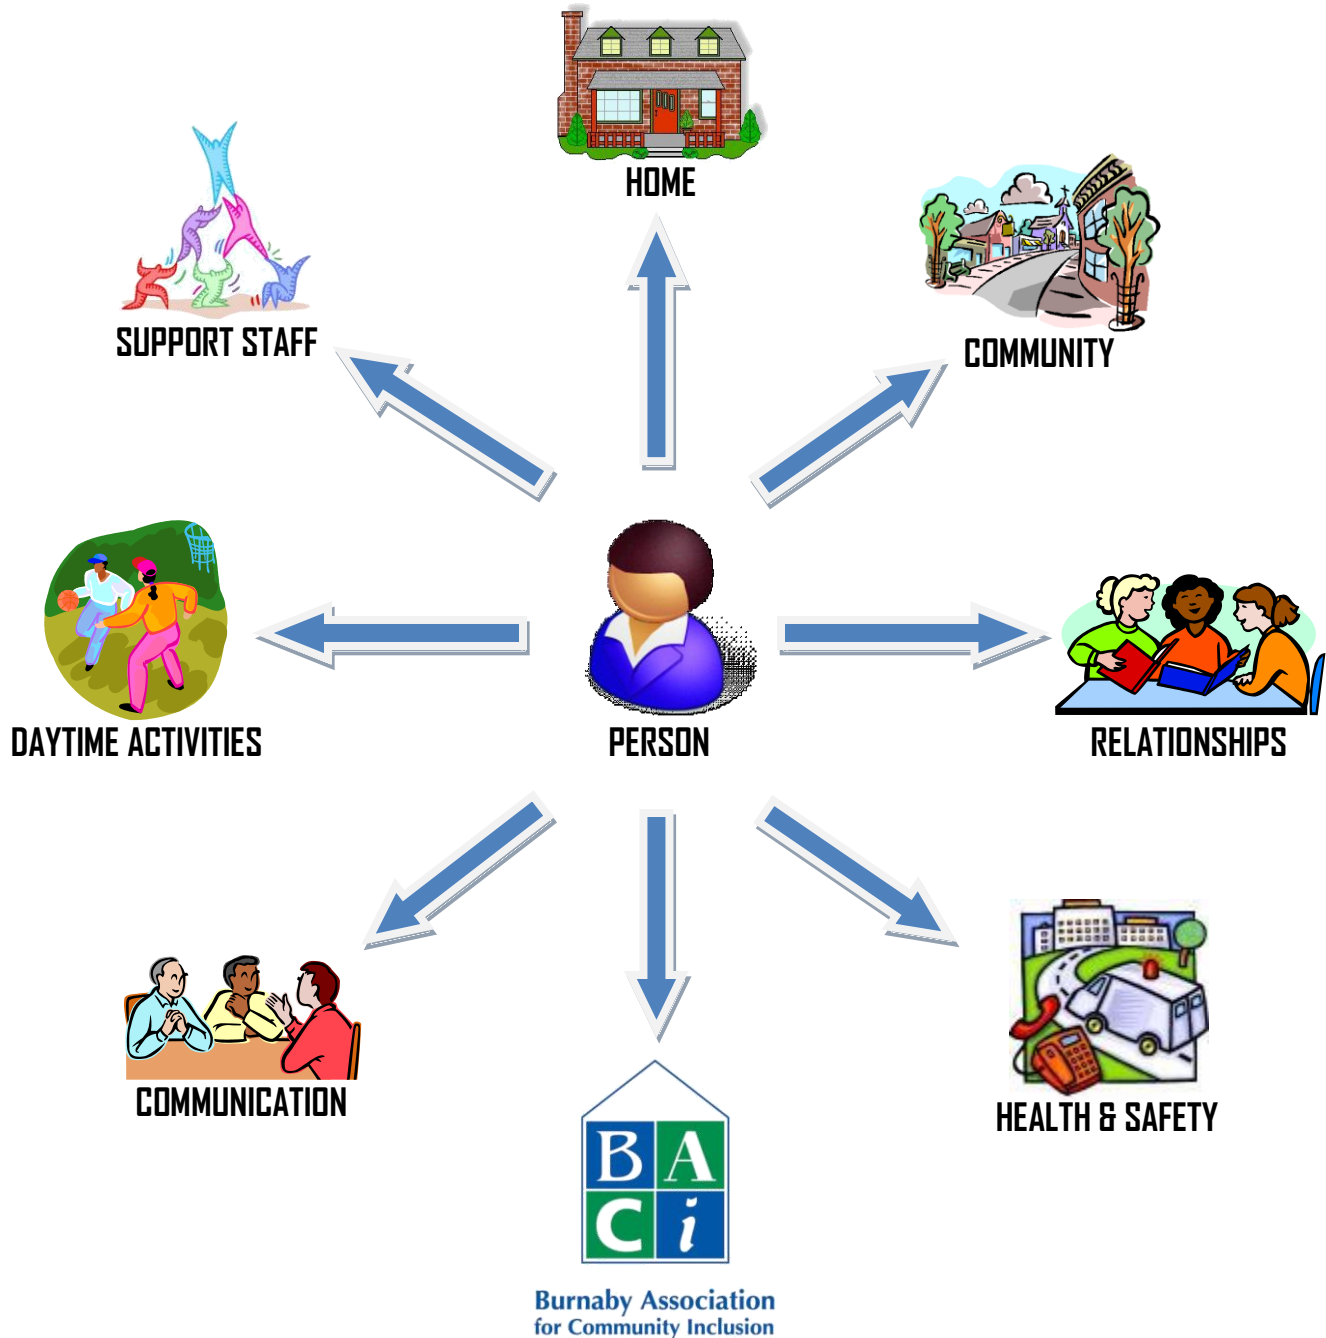 HOME
SUPPORT STAFF
COMMUNITY
DAYTIME ACTIVITIES
PERSON
RELATIONSHIPS
COMMUNICATION
HEALTH & SAFETY
B A
C i
Burnaby Association
for Community Inclusion